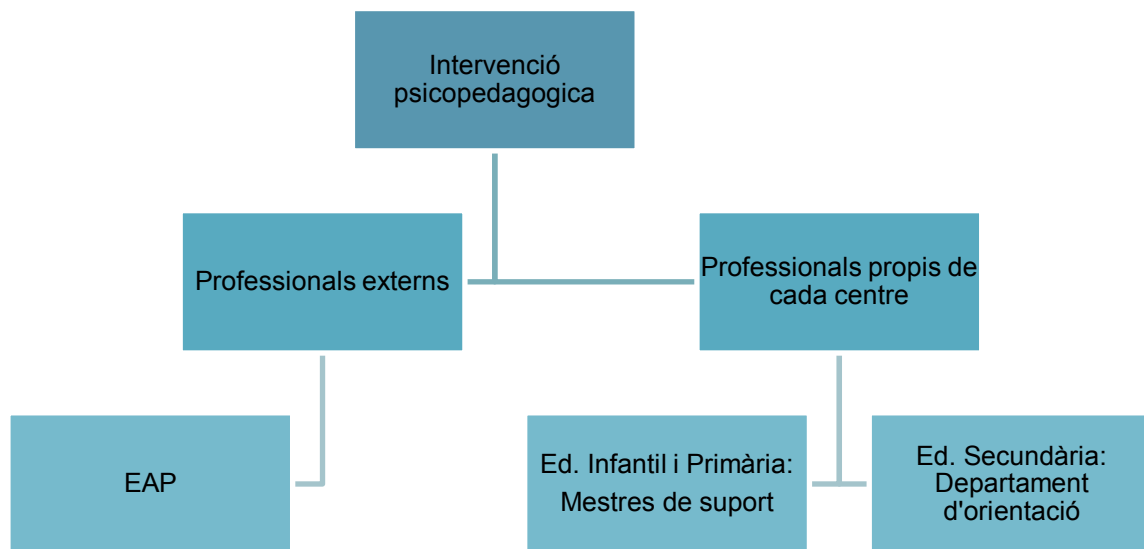 Intervenció
psicopedagogica
Professionals externs
Professionals propis de
cada centre
EAP
Ed. Infantil i Primària:
Mestres de suport
Ed. Secundària:
Departament
d'orientació